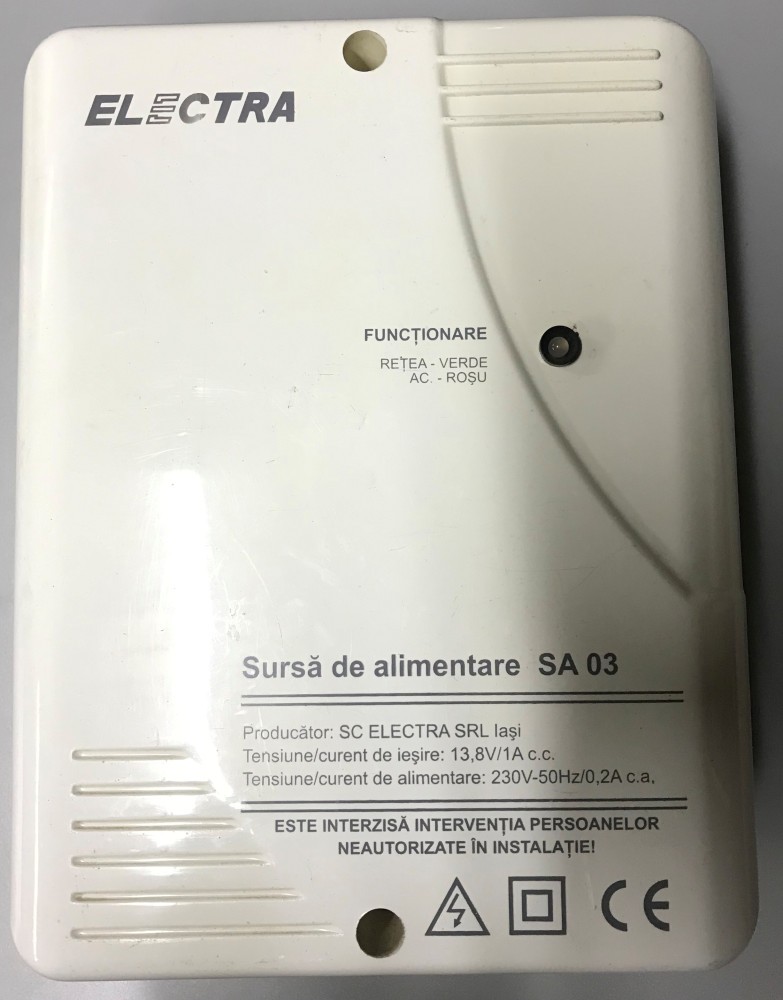 ELECTRA
FUNCȚIONARE
REȚEA - VERDE
AC. - ROȘU
Sursă de alimentare SA 03
Producător: SC ELECTRA SRL Iași
Tensiune/curent de ieșire: 13,8V/1A c.c.
Tensiune/curent de alimentare: 230V-50Hz/0,2A c.a,
ESTE INTERZISĂ INTERVENȚIA PERSOANELOR
NEAUTORIZATE ÎN INSTALAȚIE!
CE